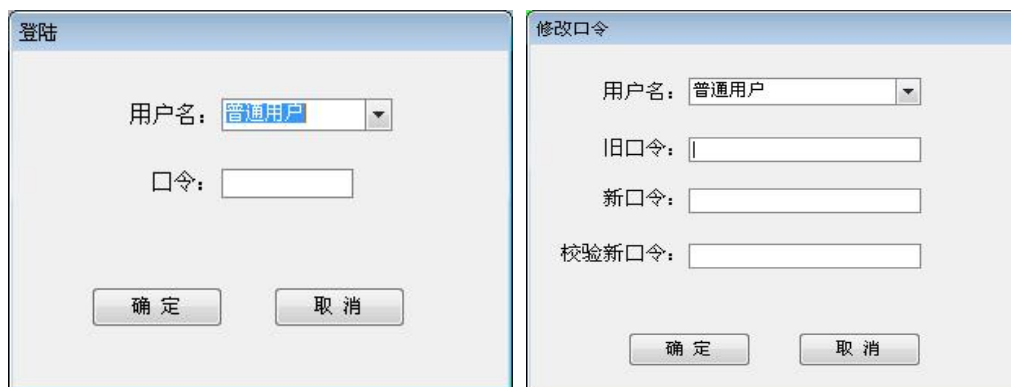 登陆
用户名：普通用户
口令：
确 定 取 消
修改口令
用户名：普通用户
旧口令：
新口令：
校验新口令：
确 定 取 消